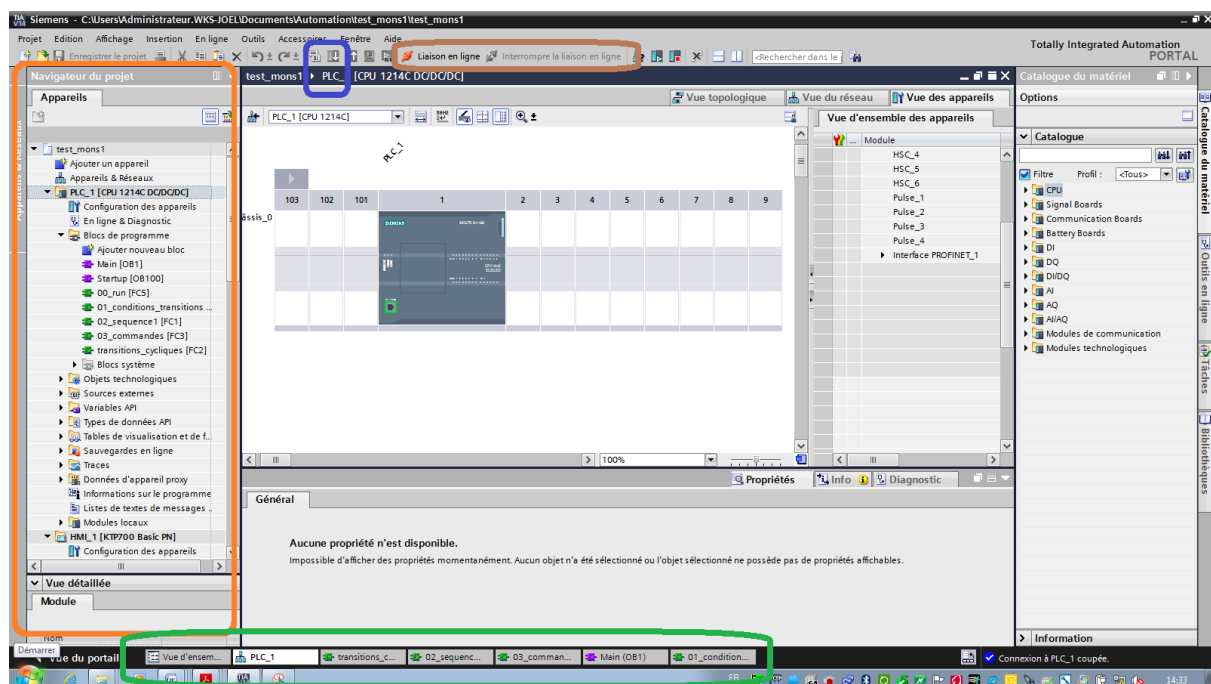 Siemens - C:\Users\Administrateur.WKS-JOEL\Documents\Automation\test_mons1\test_mons1
Projet Edition Affichage Insertion En ligne Outils Accessoires Fenêtre Aide
Totally Integrated Automation
PORTAL
Enregistrer le projet
Liaison en ligne
Interrompre la liaison en ligne
<Rechercher dans le
Navigateur du projet
test_mons1 PLC_ [CPU 1214C DC/DC/DC]
Catalogue du matériel
Appareils
Vue topologique
Vue du réseau
Vue des appareils
Options
PLC_1 [CPU 1214C]
Vue d'ensemble des appareils
... Module
HSC_4
HSC_5
HSC_6
Pulse_1
Pulse_2
Pulse_3
Pulse_4
Interface PROFINET_1
Catalogue
Filtre Profil : <Tous>
CPU
Signal Boards
Communication Boards
Battery Boards
DI
DQ
DI/DQ
AI
AQ
AI/AQ
Modules de communication
Modules technologiques
Appareils & Réseaux
test_mons1
Ajouter un appareil
Appareils & Réseaux
PLC_1 [CPU 1214C DC/DC/DC]
Configuration des appareils
En ligne & Diagnostic
Blocs de programme
Ajouter nouveau bloc
Main [OB1]
Startup [OB100]
00_run [FC5]
01_conditions_transitions ...
02_sequence1 [FC1]
03_commandes [FC3]
transitions_cycliques [FC2]
Blocs système
Objets technologiques
Sources externes
Variables API
Types de données API
Tables de visualisation et de f...
Sauvegardes en ligne
Traces
Données d'appareil proxy
Informations sur le programme
Listes de textes de messages ..
Modules locaux
HMI_1 [KTP700 Basic PN]
Configuration des appareils
PLC_1
103 102 101 1 2 3 4 5 6 7 8 9
âssis_0
SIEMENS
100%
Catalogue du matériel
Outils en ligne
Tâches
Bibliothèques
Propriétés
Info
Diagnostic
Général
Aucune propriété n'est disponible.
Impossible d'afficher des propriétés momentanément. Aucun objet n'a été sélectionné ou l'objet sélectionné ne possède pas de propriétés affichables.
Vue détaillée
Module
Nom
Information
Démarrer
Vue du portail
Vue d'ensem...
PLC_1
transitions_c...
02_sequenc...
03_comman...
Main (OB1)
01_condition...
Connexion à PLC_1 coupée.
FR
14:33